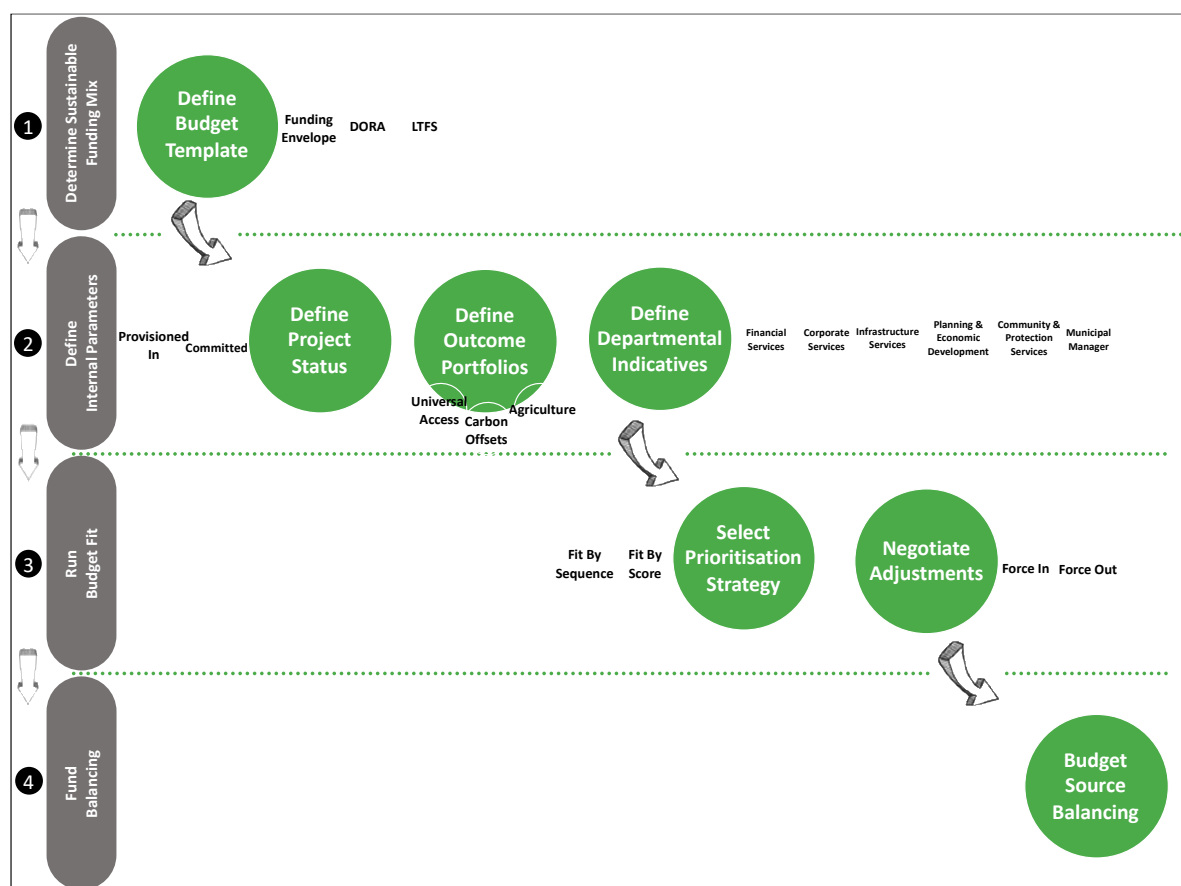 1
Determine Sustainable
Funding Mix
Define
Budget
Template
Funding
Envelope
DORA
LTFS
2
Define
Internal Parameters
Provisioned
In
Committed
Define
Project
Status
Define
Outcome
Portfolios
Universal
Access
Carbon
Offsets
Agriculture
Define
Departmental
Indicatives
Financial
Services
Corporate
Services
Infrastructure
Services
Planning &
Economic
Development
Community &
Protection
Services
Municipal
Manager
3
Run
Budget Fit
Fit By
Sequence
Fit By
Score
Select
Prioritisation
Strategy
Negotiate
Adjustments
Force In
Force Out
4
Fund
Balancing
Budget
Source
Balancing